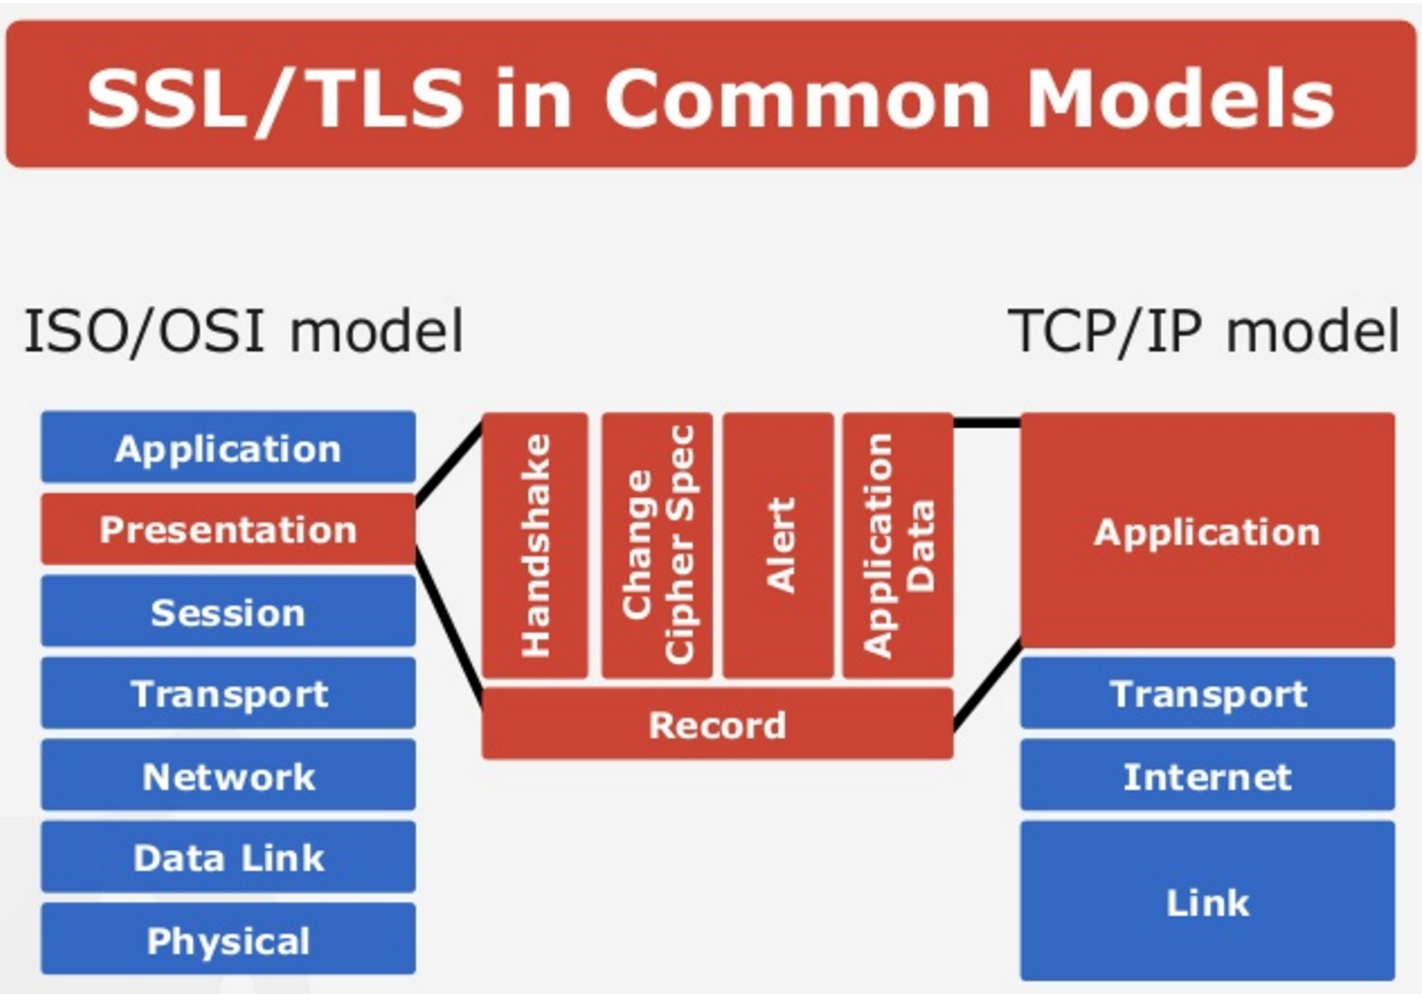 SSL/TLS in Common Models
ISO/OSI model
TCP/IP model
Application
Presentation
Session
Transport
Network
Data Link
Physical
Handshake
Change
Cipher Spec
Alert
Application
Data
Record
Application
Transport
Internet
Link